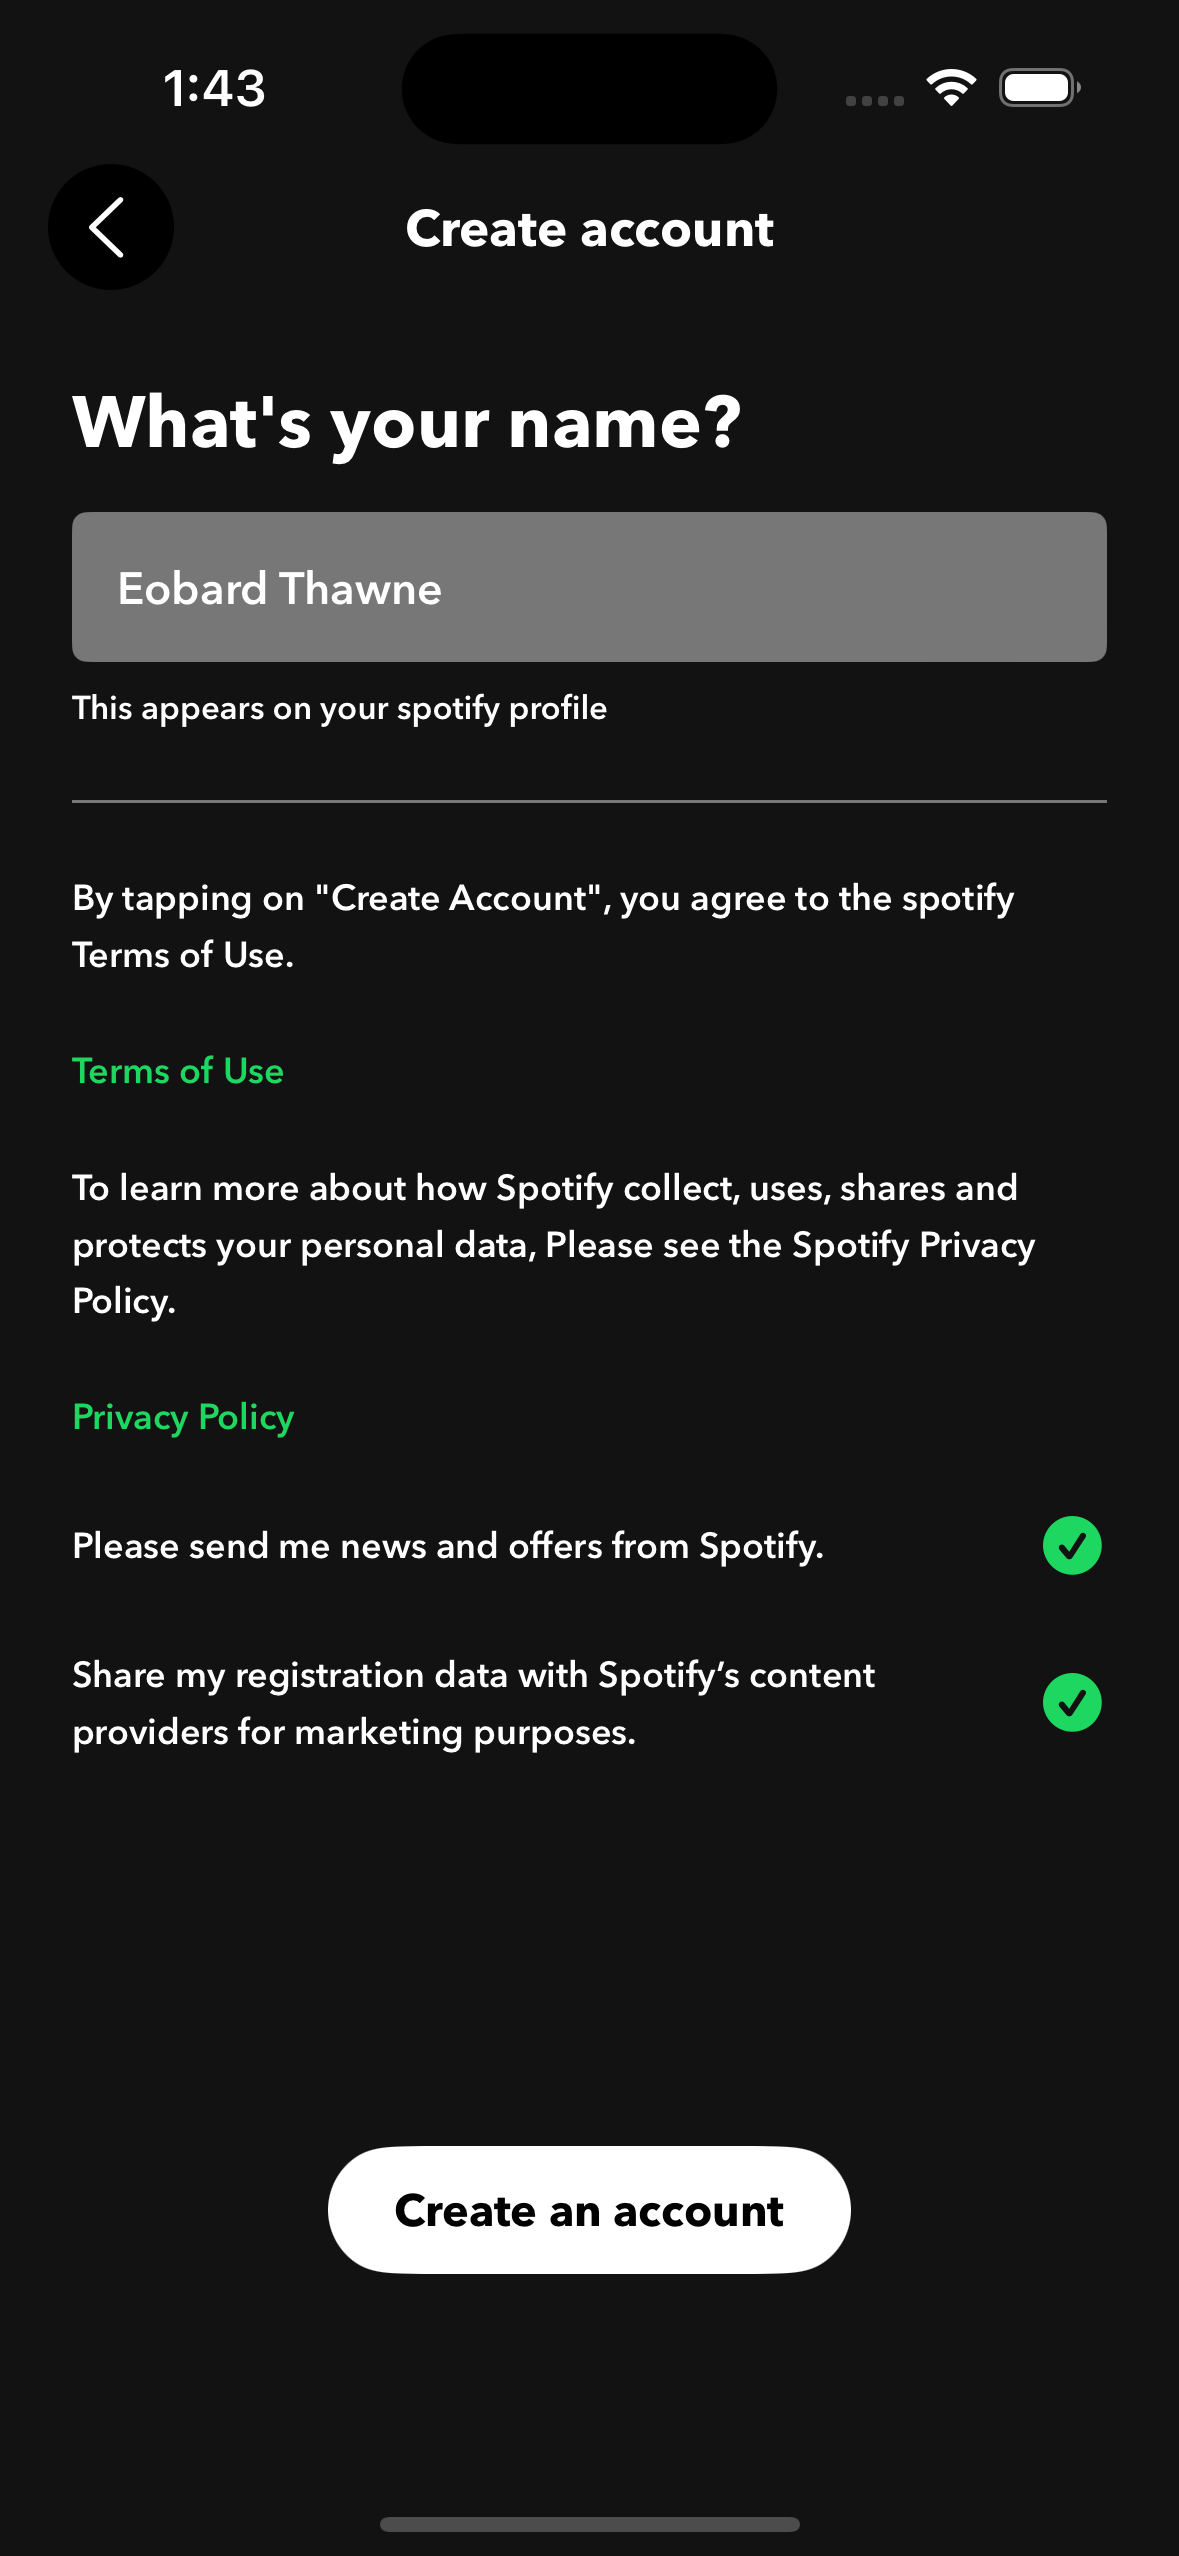 1:43
Create account
What's your name?
Eobard Thawne
This appears on your spotify profile
By tapping on "Create Account", you agree to the spotify
Terms of Use.
Terms of Use
To learn more about how Spotify collect, uses, shares and
protects your personal data, Please see the Spotify Privacy
Policy.
Privacy Policy
Please send me news and offers from Spotify.
Share my registration data with Spotify’s content
providers for marketing purposes.
Create an account